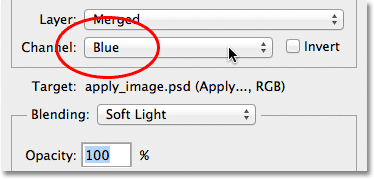 Layer: Merged
Channel: Blue Invert
Target: apply_image.psd (Apply..., RGB)
Blending: Soft Light
Opacity: 100 %